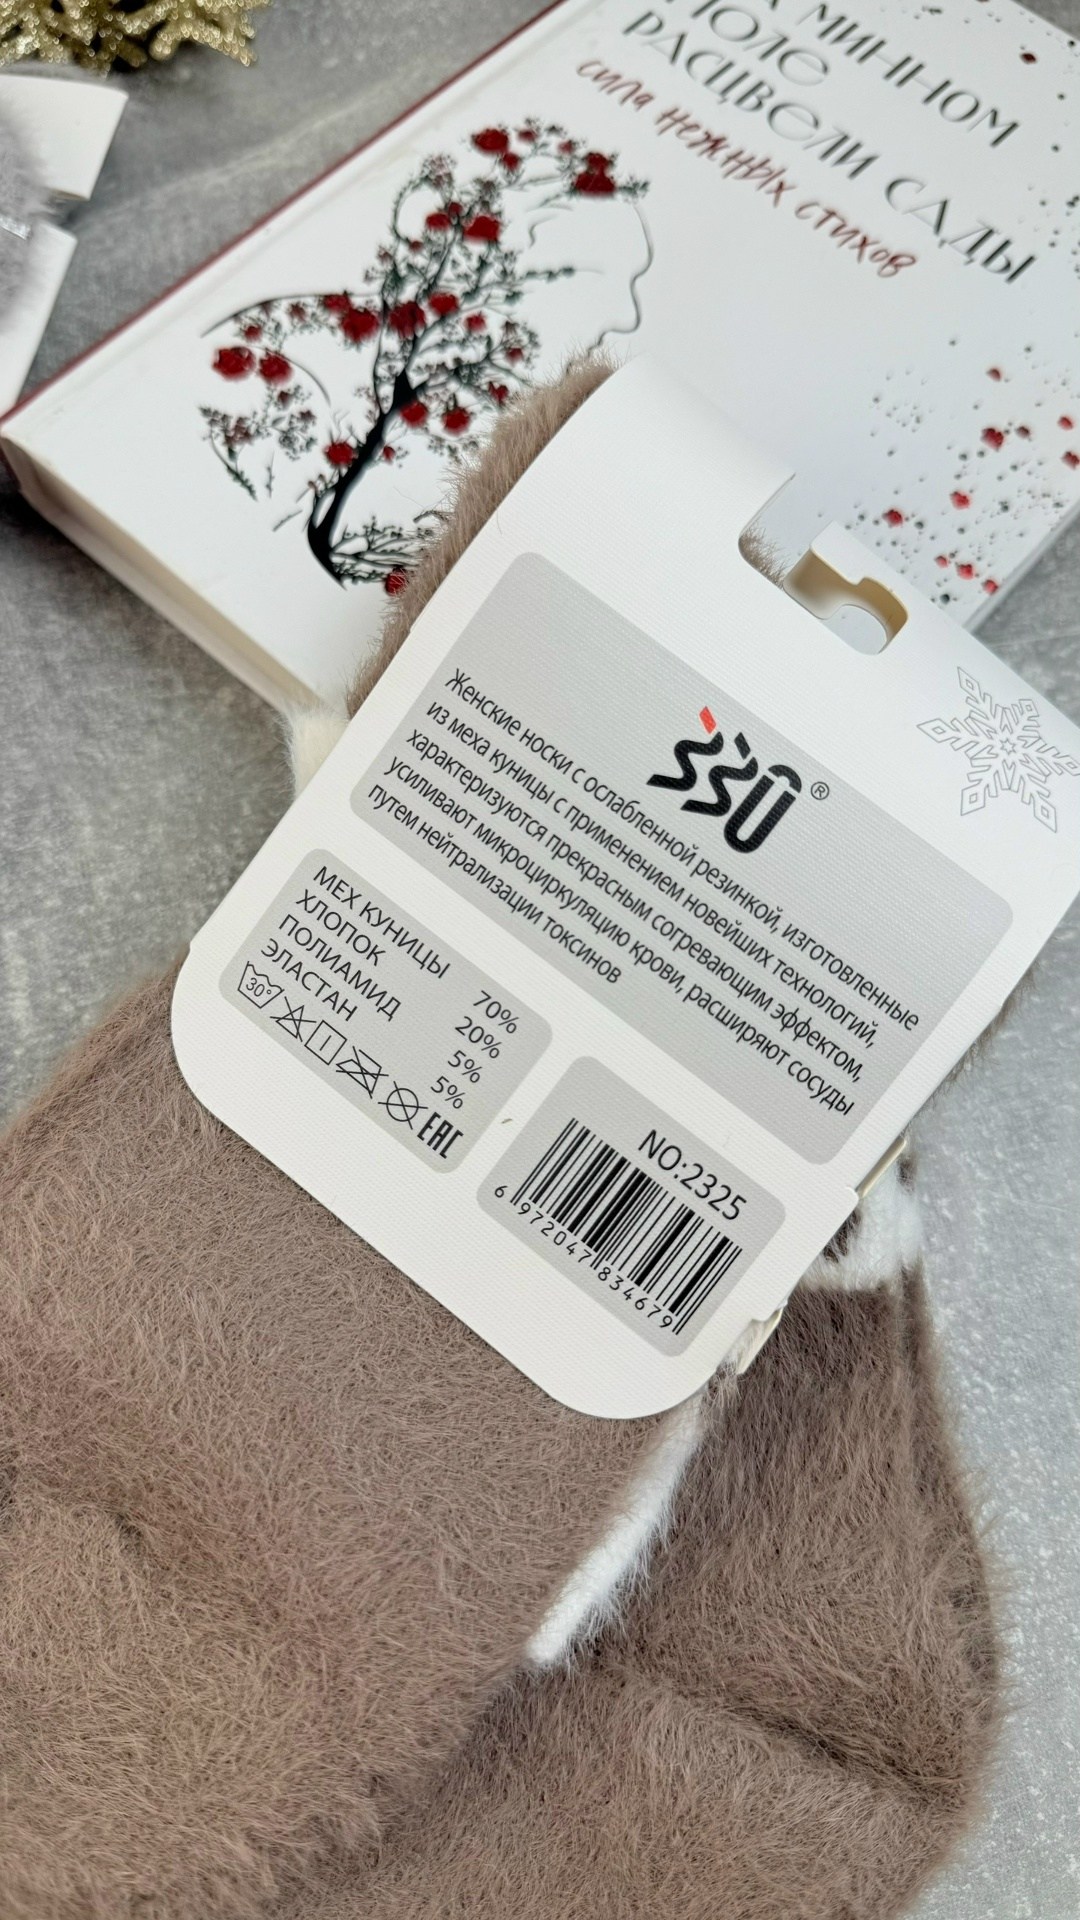 МИННОМ
ПОЛЕ
РАСЦВЕЛИ САДЫ
сила нежных стихов
Женские носки с ослабленной резинкой, изготовленные
из меха куницы с применением новейших технологий,
характеризуются прекрасным согревающим эффектом,
усиливают микроциркуляцию крови, расширяют сосуды
путем нейтрализации токсинов
МЕХ КУНИЦЫ 70%
ХЛОПОК 20%
ПОЛИАМИД 5%
ЭЛАСТАН 5%
30°
EAC
NO:2325
6 972047 834679